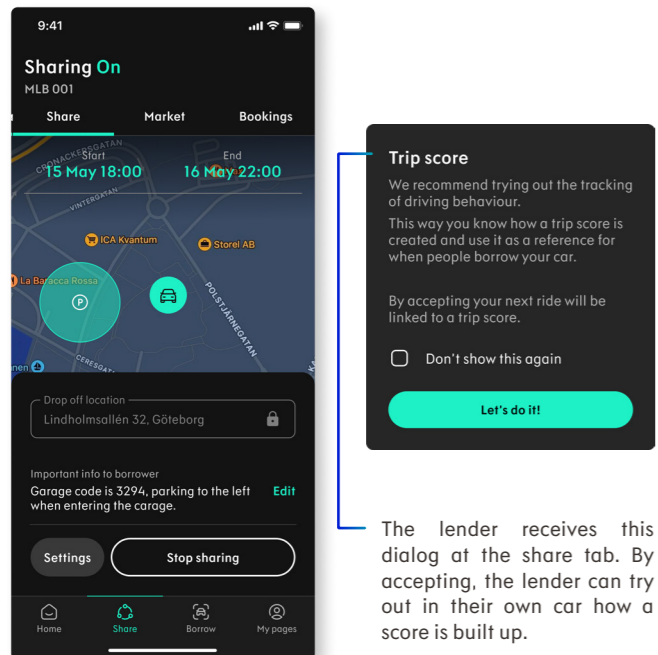 9:41
Sharing On
MLB 001
Share Market Bookings
CRONACKERSGATAN
Start End
15 May 18:00 16 May 22:00
VINTERGATAN
ICA Kvantum
Storel AB
La Baracca Rossa
P
POLSTJÄRNEGATAN
CERESGAT
nen
Drop off location
Lindholmsallén 32, Göteborg
Important info to borrower
Garage code is 3294, parking to the left
when entering the carage.
Edit
Settings Stop sharing
Home Share Borrow My pages
Trip score
We recommend trying out the tracking
of driving behaviour.
This way you know how a trip score is
created and use it as a reference for
when people borrow your car.
By accepting your next ride will be
linked to a trip score.
Don't show this again
Let's do it!
The lender receives this
dialog at the share tab. By
accepting, the lender can try
out in their own car how a
score is built up.